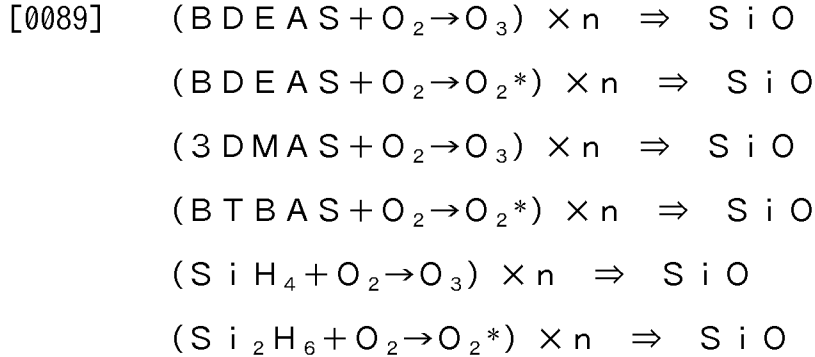 [0089] (BDEAS+O₂→O₃)×n ⇒ SiO
(BDEAS+O₂→O₂*)×n ⇒ SiO
(3DMAS+O₂→O₃)×n ⇒ SiO
(BTBAS+O₂→O₂*)×n ⇒ SiO
(SiH₄+O₂→O₃)×n ⇒ SiO
(Si₂H₆+O₂→O₂*)×n ⇒ SiO